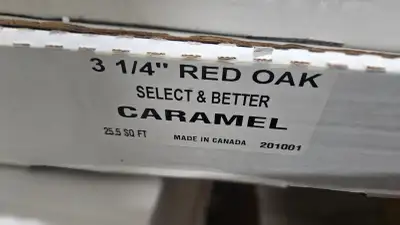 3 1/4" RED OAK
SELECT & BETTER
CARAMEL
25.5 SQ FT MADE IN CANADA 201001